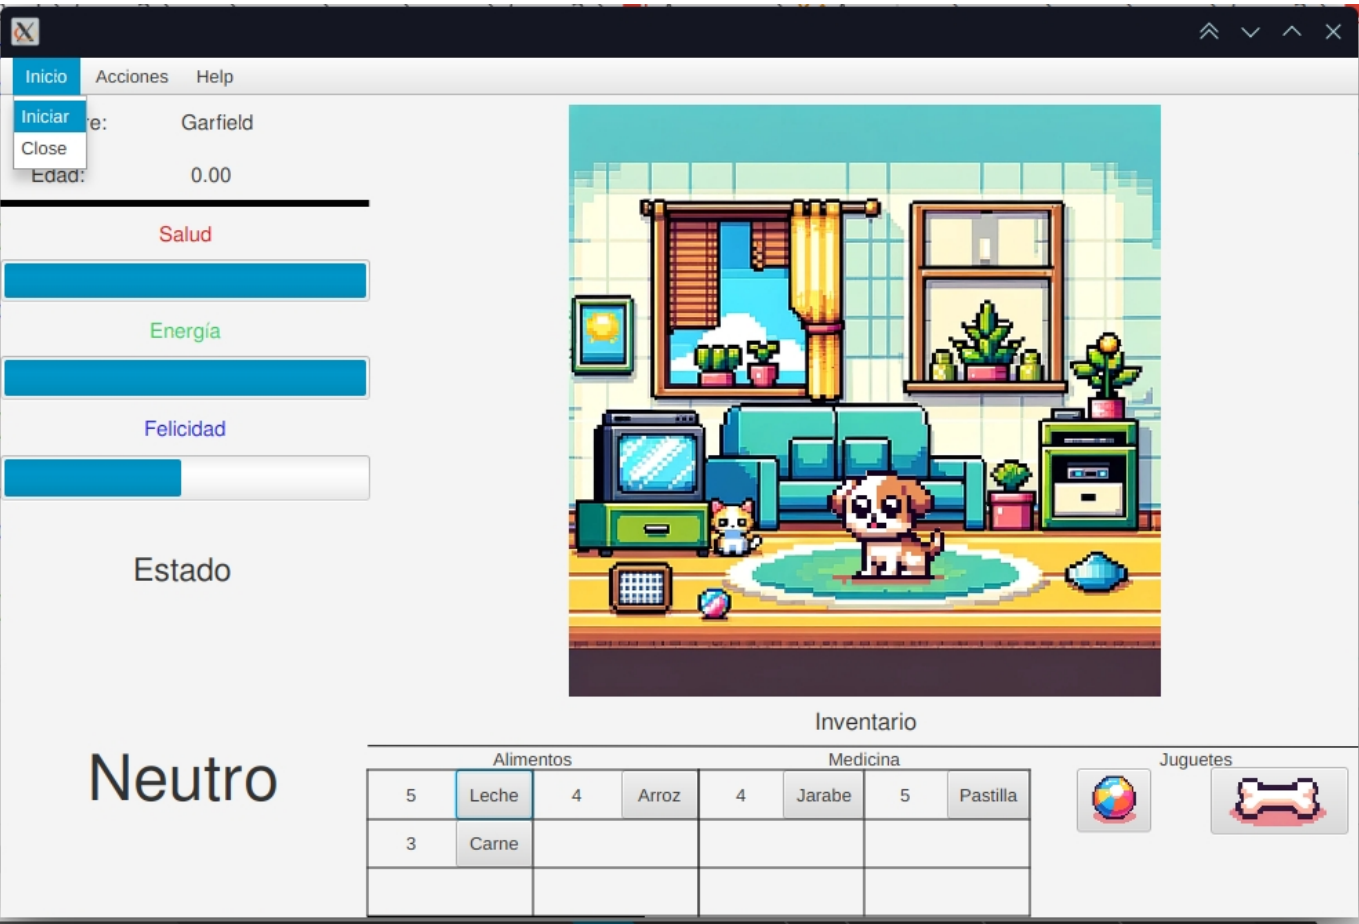 Inicio Acciones Help
Iniciar
re: Garfield
Close
Edad: 0.00
Salud
Energía
Felicidad
Estado
Neutro
Inventario
Alimentos Medicina Juguetes
5 Leche 4 Arroz 4 Jarabe 5 Pastilla
3 Carne